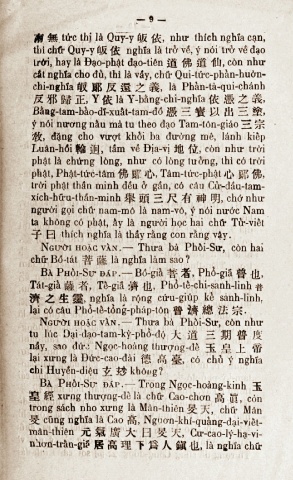 — 9 —
南無 tức thị là Quy-y 皈依, như thích nghĩa cạn,
thì chữ Quy-y 皈依 nghĩa là trở về, ý nói trở về đạo
trời, hay là Đạo-phật đạo-tiên 道佛道仙, còn như
cắt nghĩa cho đủ, thì là vầy, chữ Qui-tức-phản-huờn-
chi-nghĩa 皈卽反還之義, là Phản-tà-qui-chánh
反邪歸正, Y 依 là Y-bằng-chi-nghĩa 依憑之義,
Bằng-tam-bảo-dĩ-xuất-tam-đồ 憑三寶以出三塗,
ý nói nương nấu mà tu theo đạo Tam-tôn-giáo 三宗
敎, đặng cho vượt khỏi ba đường mê, lánh kiếp
Luân-hồi 輪迴, tầm về Địa-vị 地位, còn như trời
phật là chứng lòng, như có lòng tưởng, thì có trời
phật, Phật-tức-tâm 佛卽心, Tâm-tức-phật 心卽佛,
trời phật thần minh đều ở gần, có câu Cử-đầu-tam-
xích-hữu-thần-minh 舉頭三尺有神明, chớ như
người gọi chữ nam-mô là nam-vô, ý nói nước Nam
ta không có phật, ấy là người học hai chữ Tử-viết
子曰 thích nghĩa là thầy rằng con rằng vậy.
NGƯỜI HOẶC VẤN. — Thưa bà Phối-Sư, còn hai
chữ Bồ-tát 菩薩 là nghĩa làm sao?
BÀ PHỐI-SƯ ĐÁP. — Bồ-giả 菩者, Phổ-giã 普也,
Tát-giả 薩者, Tế-giã 濟也, Phổ-tế-chi-sanh-linh 普
濟之生靈, nghĩa là rộng cứu-giúp kẻ sanh-linh,
lại có câu Phổ-tế-tổng-pháp-tôn 普濟總法宗.
NGƯỜI HOẶC VẤN. — Thưa bà Phối-Sư, còn như
tu lúc Đại-đạo-tam-kỳ-phổ-độ 大道三期普度
nầy, sao đức Ngọc-hoàng thượng-đế 玉皇上帝
lại xưng là Đức-cao-đài 德高臺, có chủ ý nghĩa
chi Huyền-diệu 玄玅 không?
BÀ PHỐI-SƯ ĐÁP. — Trong Ngọc-hoàng-kinh 玉
皇經 xưng thượng-đế là chữ Cao-chơn 高眞, còn
trong sách nho xưng là Mân-thiên 旻天, chữ Mân
旻 cũng nghĩa là Cao 高, Nguơn-khí-quảng-đại-viết-
mân-thiên 元氣廣大曰旻天, Cư-cao-lý-hạ-vi-
nhơn-trấn-giã 居高理下爲人鎭也, là nghĩa chữ